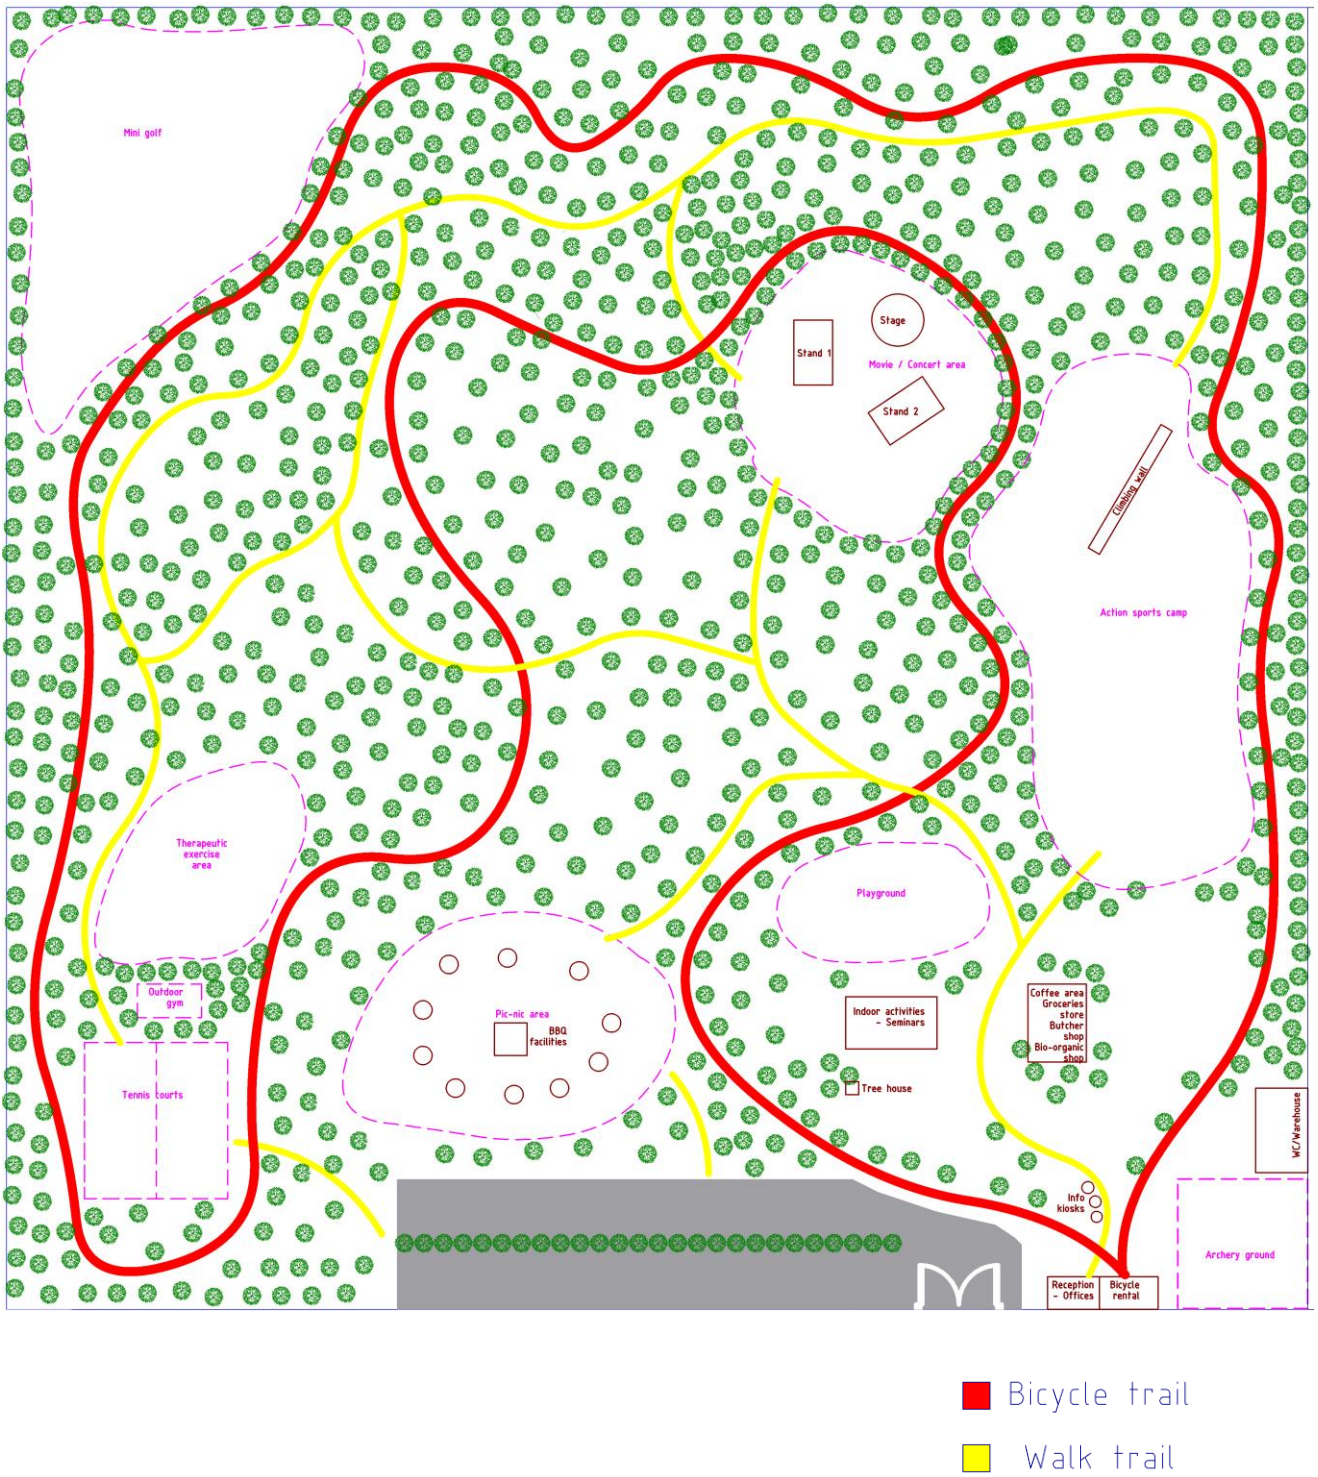 Mini golf
Stage
Stand 1
Movie / Concert area
Stand 2
Climbing wall
Action sports camp
Therapeutic
exercise
area
Playground
Outdoor
gym
Coffee area
Groceries
store
Butcher
shop
Bio-organic
shop
Indoor activities
- Seminars
Pic-nic area
BBQ
facilities
Tree house
Tennis courts
WC/Warehouse
Info
kiosks
Archery ground
Reception
- Offices
Bicycle
rental
Bicycle trail
Walk trail